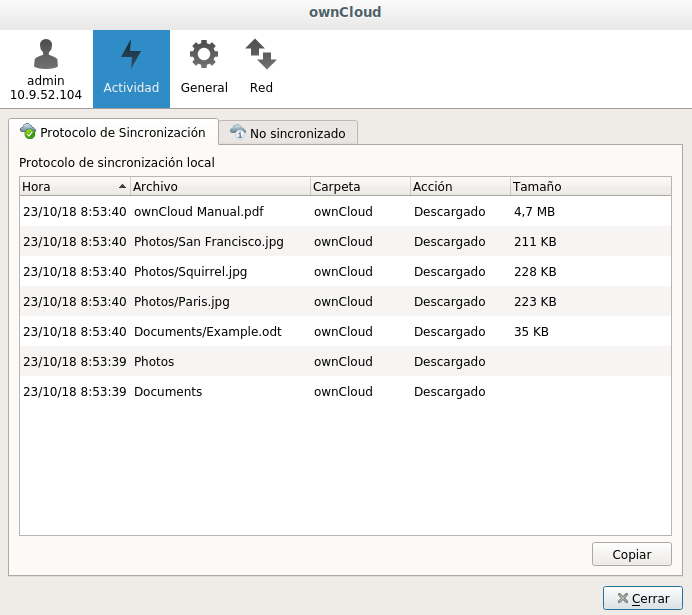 ownCloud
admin
10.9.52.104
Actividad
General
Red
Protocolo de Sincronización
No sincronizado
Protocolo de sincronización local
Hora Archivo Carpeta Acción Tamaño
23/10/18 8:53:40 ownCloud Manual.pdf ownCloud Descargado 4,7 MB
23/10/18 8:53:40 Photos/San Francisco.jpg ownCloud Descargado 211 KB
23/10/18 8:53:40 Photos/Squirrel.jpg ownCloud Descargado 228 KB
23/10/18 8:53:40 Photos/Paris.jpg ownCloud Descargado 223 KB
23/10/18 8:53:40 Documents/Example.odt ownCloud Descargado 35 KB
23/10/18 8:53:39 Photos ownCloud Descargado
23/10/18 8:53:39 Documents ownCloud Descargado
Copiar
Cerrar